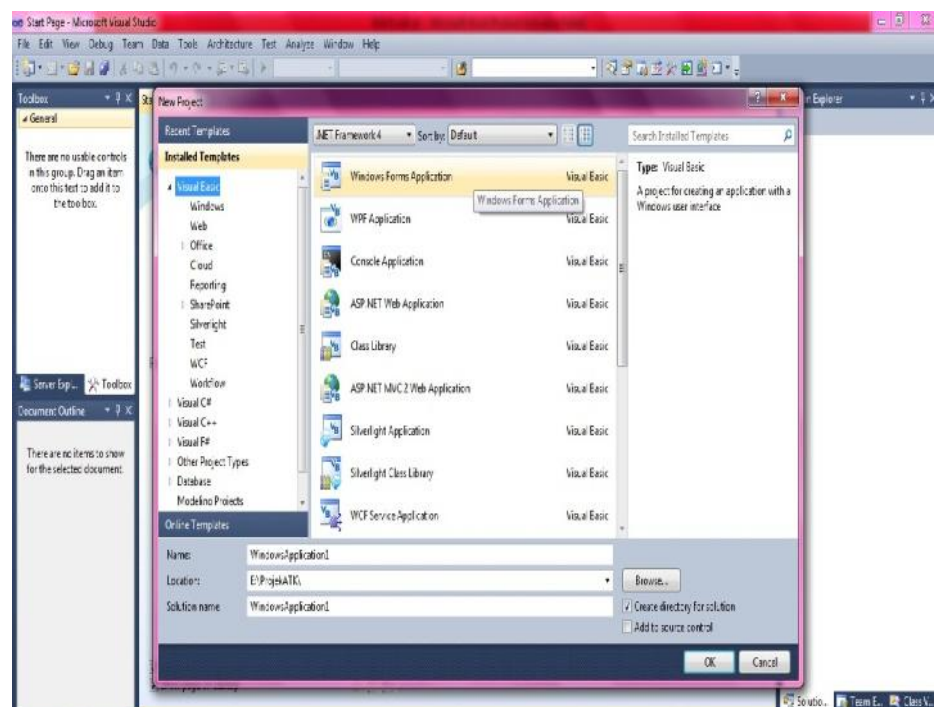 Start Page - Microsoft Visual Studio
File Edit View Debug Team Data Tools Architecture Test Analyze Window Help
Toolbox
General
There are no usable controls
in this group. Drag an item
onto this text to add it to
the toolbox.
Server Expl...
Toolbox
Document Outline
There are no items to show
for the selected document.
New Project
Recent Templates
Installed Templates
Visual Basic
Windows
Web
Office
Cloud
Reporting
SharePoint
Silverlight
Test
WCF
Workflow
Visual C#
Visual C++
Visual F#
Other Project Types
Database
Modeling Projects
Online Templates
.NET Framework 4
Sort by: Default
Windows Forms Application Visual Basic
Windows Forms Application
WPF Application Visual Basic
Console Application Visual Basic
ASP.NET Web Application Visual Basic
Class Library Visual Basic
ASP.NET MVC 2 Web Application Visual Basic
Silverlight Application Visual Basic
Silverlight Class Library Visual Basic
WCF Service Application Visual Basic
Search Installed Templates
Type: Visual Basic
A project for creating an application with a
Windows user interface
Name: WindowsApplication1
Location: E:\ProjekATK\
Browse...
Solution name: WindowsApplication1
Create directory for solution
Add to source control
OK Cancel
n Explorer
Solutio...
Team E...
Class V...